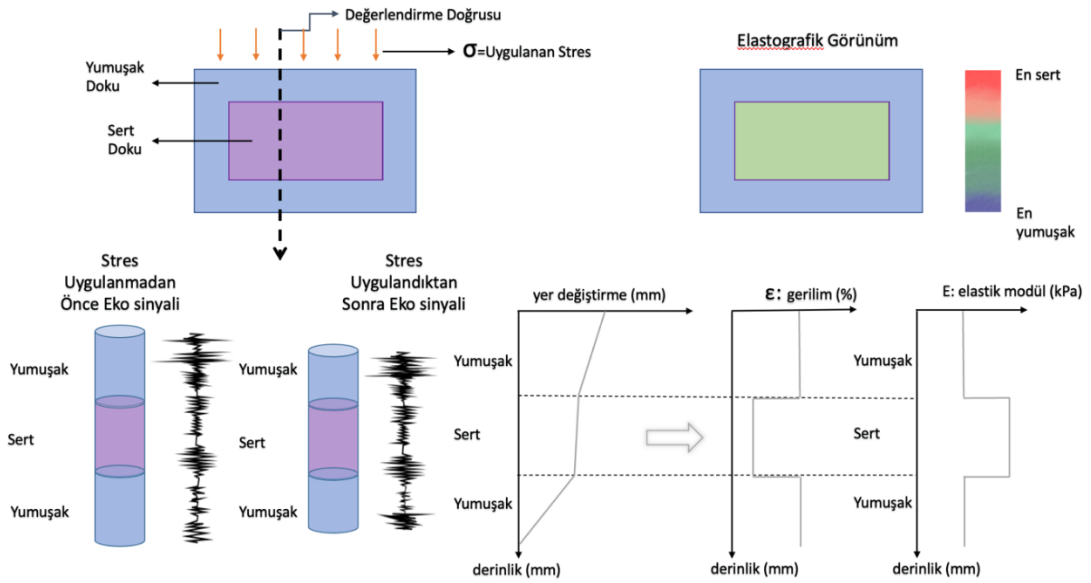 Değerlendirme Doğrusu
σ=Uygulanan Stres
Yumuşak
Doku
Sert
Doku
Elastografik Görünüm
En sert
En
yumuşak
Stres
Uygulanmadan
Önce Eko sinyali
Stres
Uygulandıktan
Sonra Eko sinyali
yer değiştirme (mm)
ε: gerilim (%)
E: elastik modül (kPa)
Yumuşak
Yumuşak
Yumuşak
Yumuşak
Sert
Sert
Sert
Sert
Yumuşak
Yumuşak
Yumuşak
Yumuşak
derinlik (mm)
derinlik (mm)
derinlik (mm)